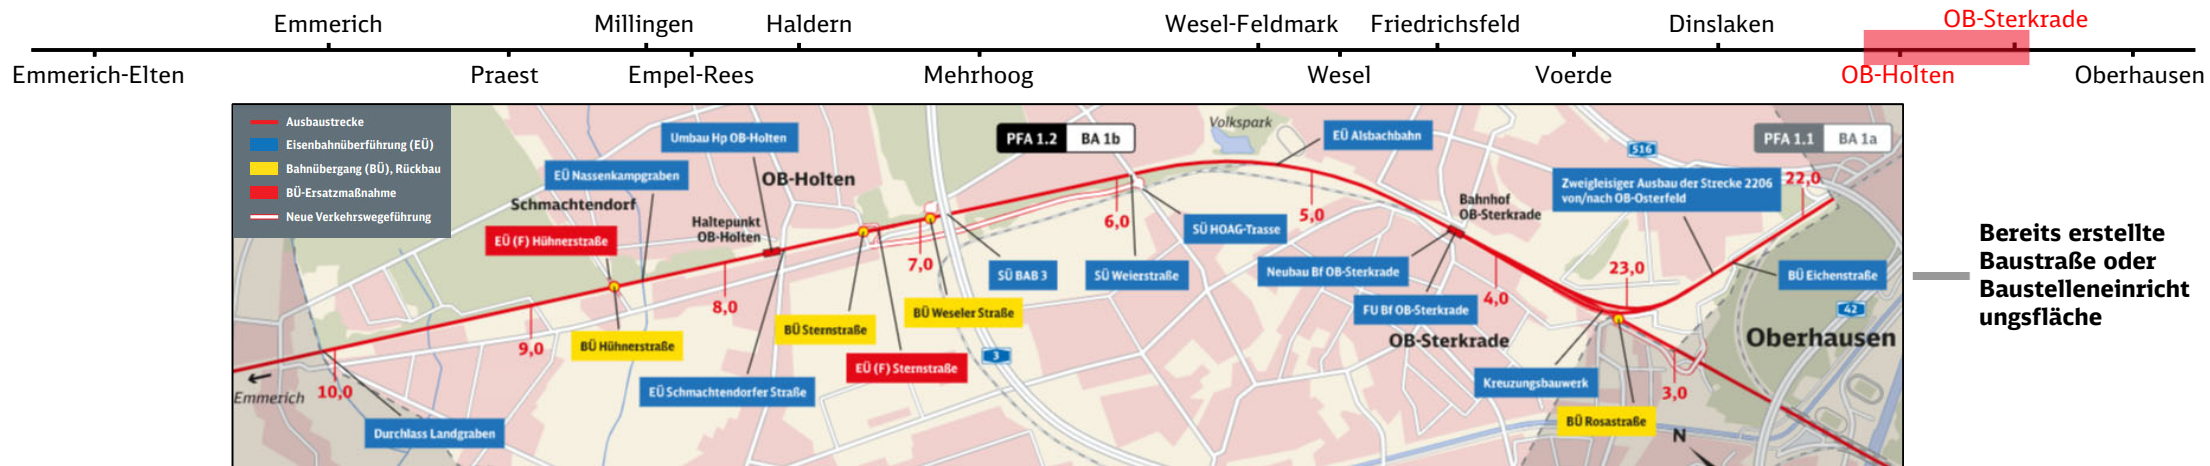 Emmerich
Millingen
Haldern
Wesel-Feldmark
Friedrichsfeld
Dinslaken
OB-Sterkrade
Emmerich-Elten
Praest
Empel-Rees
Mehrhoog
Wesel
Voerde
OB-Holten
Oberhausen
Ausbaustrecke
Eisenbahnüberführung (EÜ)
Bahnübergang (BÜ), Rückbau
BÜ-Ersatzmaßnahme
Neue Verkehrswegeführung
Umbau Hp OB-Holten
PFA 1.2 BA 1b
Volkspark
EÜ Alsbachbahn
516
PFA 1.1 BA 1a
EÜ Nassenkampgraben
OB-Holten
Schmachtendorf
Zweigleisiger Ausbau der Strecke 2206
von/nach OB-Osterfeld
22,0
Haltepunkt
OB-Holten
EÜ (F) Hühnerstraße
6,0
5,0
Bahnhof
OB-Sterkrade
SÜ HOAG-Trasse
7,0
SÜ BAB 3
SÜ Weierstraße
Neubau Bf OB-Sterkrade
23,0
BÜ Eichenstraße
8,0
4,0
BÜ Weseler Straße
FU Bf OB-Sterkrade
42
BÜ Sternstraße
9,0
BÜ Hühnerstraße
OB-Sterkrade
Oberhausen
3
EÜ (F) Sternstraße
Emmerich
10,0
EÜ Schmachtendorfer Straße
Kreuzungsbauwerk
3,0
Durchlass Landgraben
BÜ Rosastraße
N
Bereits erstellte
Baustraße oder
Baustelleneinricht
ungsfläche